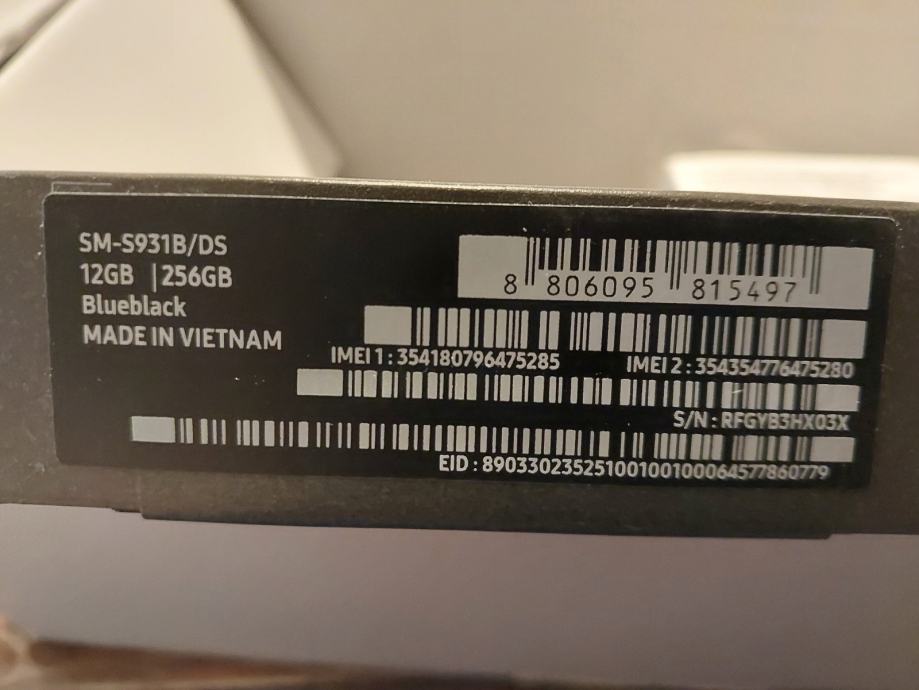 SM-S931B/DS
12GB | 256GB
Blueblack
MADE IN VIETNAM
8 806095 815497
IMEI 1 : 354180796475285 IMEI 2 : 354354776475280
S/N : RFGYB3HX03X
EID : 89033023525100100100064577860779